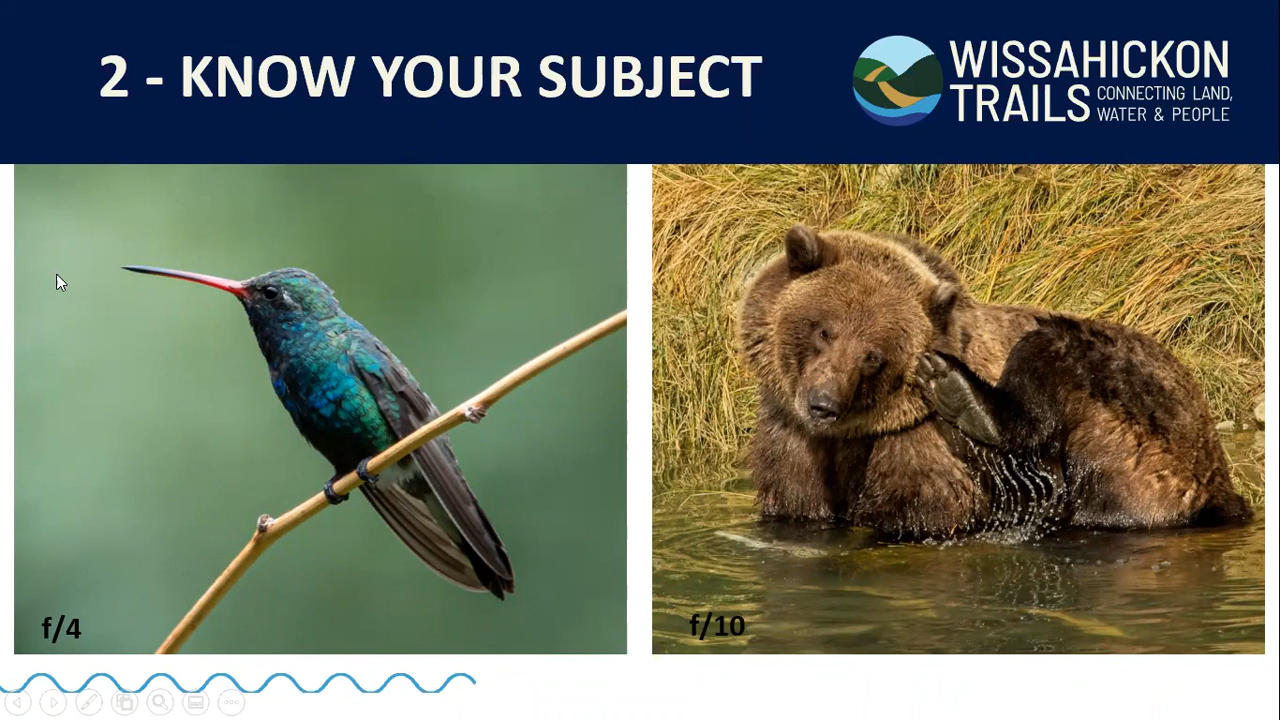 2 - KNOW YOUR SUBJECT
WISSAHICKON
TRAILS
CONNECTING LAND,
WATER & PEOPLE
f/4
f/10